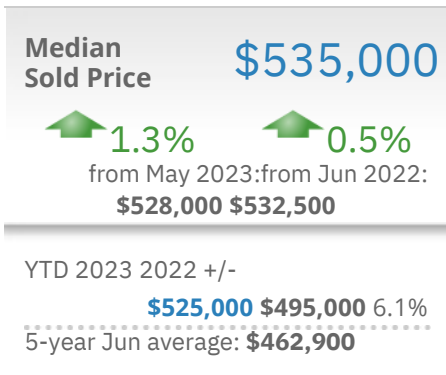 Median
Sold Price
$535,000
1.3%
0.5%
from May 2023:from Jun 2022:
$528,000 $532,500
YTD 2023 2022 +/-
$525,000 $495,000 6.1%
5-year Jun average: $462,900